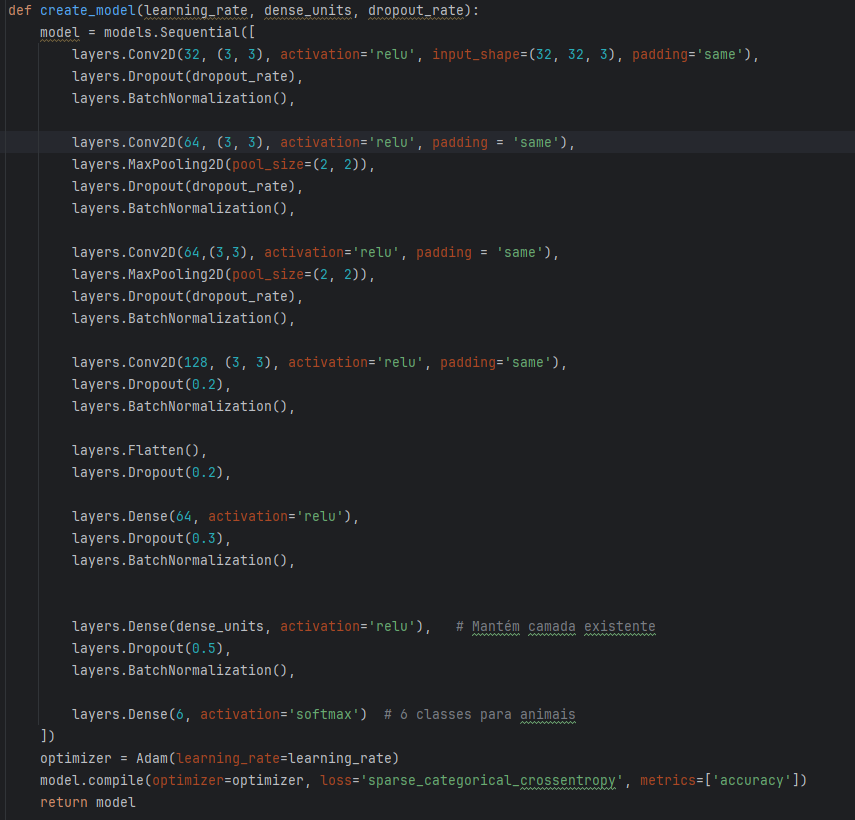 def create_model(learning_rate, dense_units, dropout_rate):
    model = models.Sequential([
        layers.Conv2D(32, (3, 3), activation='relu', input_shape=(32, 32, 3), padding='same'),
        layers.Dropout(dropout_rate),
        layers.BatchNormalization(),

        layers.Conv2D(64, (3, 3), activation='relu', padding = 'same'),
        layers.MaxPooling2D(pool_size=(2, 2)),
        layers.Dropout(dropout_rate),
        layers.BatchNormalization(),

        layers.Conv2D(64,(3,3), activation='relu', padding = 'same'),
        layers.MaxPooling2D(pool_size=(2, 2)),
        layers.Dropout(dropout_rate),
        layers.BatchNormalization(),

        layers.Conv2D(128, (3, 3), activation='relu', padding='same'),
        layers.Dropout(0.2),
        layers.BatchNormalization(),

        layers.Flatten(),
        layers.Dropout(0.2),

        layers.Dense(64, activation='relu'),
        layers.Dropout(0.3),
        layers.BatchNormalization(),


        layers.Dense(dense_units, activation='relu'),   # Mantém camada existente
        layers.Dropout(0.5),
        layers.BatchNormalization(),

        layers.Dense(6, activation='softmax')  # 6 classes para animais
    ])
    optimizer = Adam(learning_rate=learning_rate)
    model.compile(optimizer=optimizer, loss='sparse_categorical_crossentropy', metrics=['accuracy'])
    return model